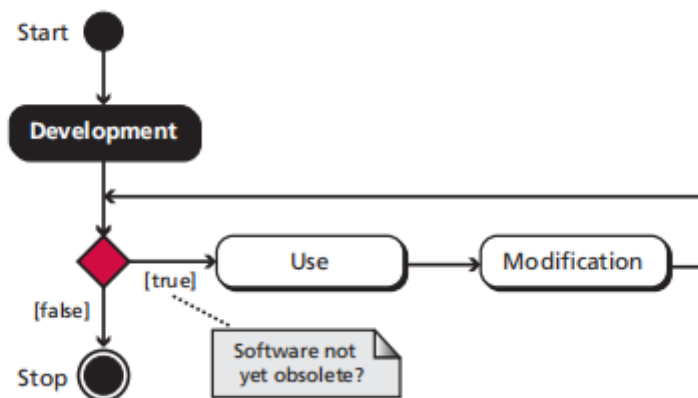 Start
Development
Use
Modification
[true]
[false]
Software not
yet obsolete?
Stop